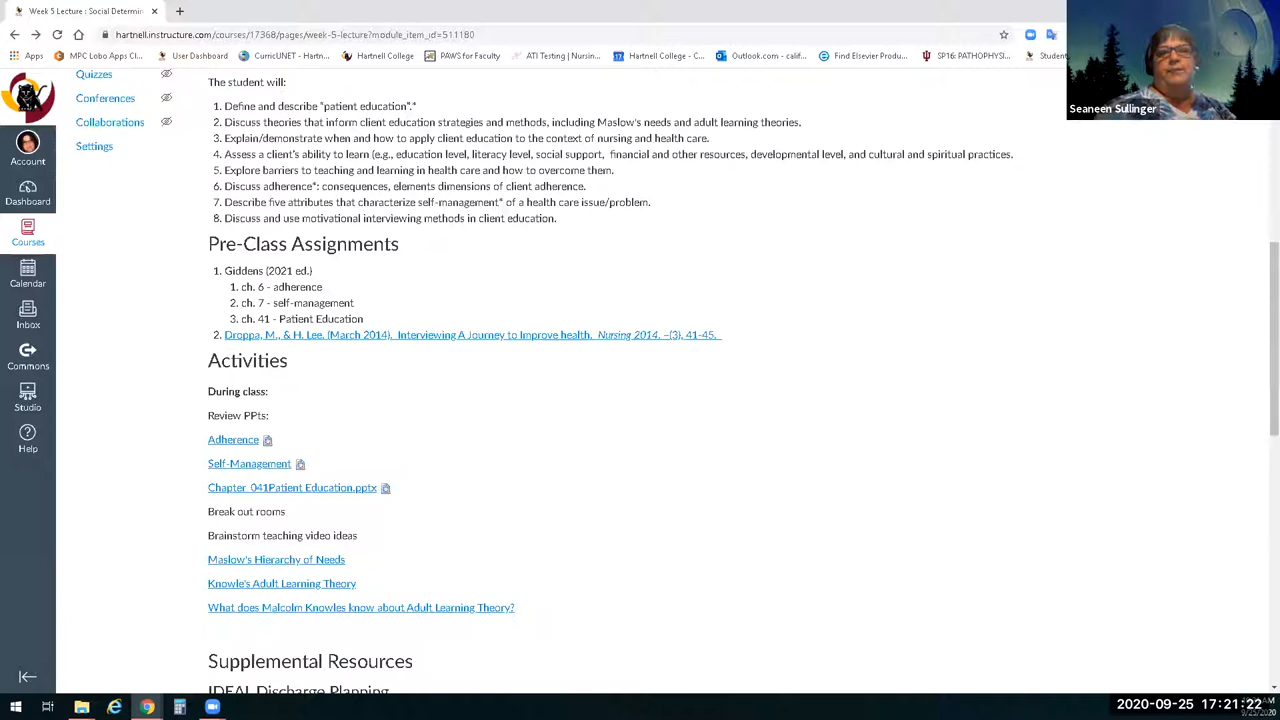 Week 5 Lecture : Social Determin
hartnell.instructure.com/courses/17368/pages/week-5-lecture?module_item_id=511180
Apps MPC Lobo Apps Cl... User Dashboard CurricUNET - Hartn... Hartnell College PAWS for Faculty ATI Testing | Nursin... Hartnell College - C... Outlook.com - calif... Find Elsevier Produ... SP16: PATHOPHYSI... Student
Seaneen Sullinger
Quizzes
Conferences
Collaborations
Settings
Account
Dashboard
Courses
Calendar
Inbox
Commons
Studio
Help
The student will:
1. Define and describe "patient education".*
2. Discuss theories that inform client education strategies and methods, including Maslow's needs and adult learning theories.
3. Explain/demonstrate when and how to apply client education to the context of nursing and health care.
4. Assess a client's ability to learn (e.g., education level, literacy level, social support, financial and other resources, developmental level, and cultural and spiritual practices.
5. Explore barriers to teaching and learning in health care and how to overcome them.
6. Discuss adherence*: consequences, elements dimensions of client adherence.
7. Describe five attributes that characterize self-management* of a health care issue/problem.
8. Discuss and use motivational interviewing methods in client education.
Pre-Class Assignments
1. Giddens (2021 ed.)
1. ch. 6 - adherence
2. ch. 7 - self-management
3. ch. 41 - Patient Education
2. Droppa, M., & H. Lee. (March 2014). Interviewing A Journey to Improve health. Nursing 2014. –(3), 41-45.
Activities
During class:
Review PPts:
Adherence
Self-Management
Chapter_041Patient Education.pptx
Break out rooms
Brainstorm teaching video ideas
Maslow's Hierarchy of Needs
Knowle's Adult Learning Theory
What does Malcolm Knowles know about Adult Learning Theory?
Supplemental Resources
IDEAL Discharge Planning
2020-09-25 17:21:22
9/25/2020